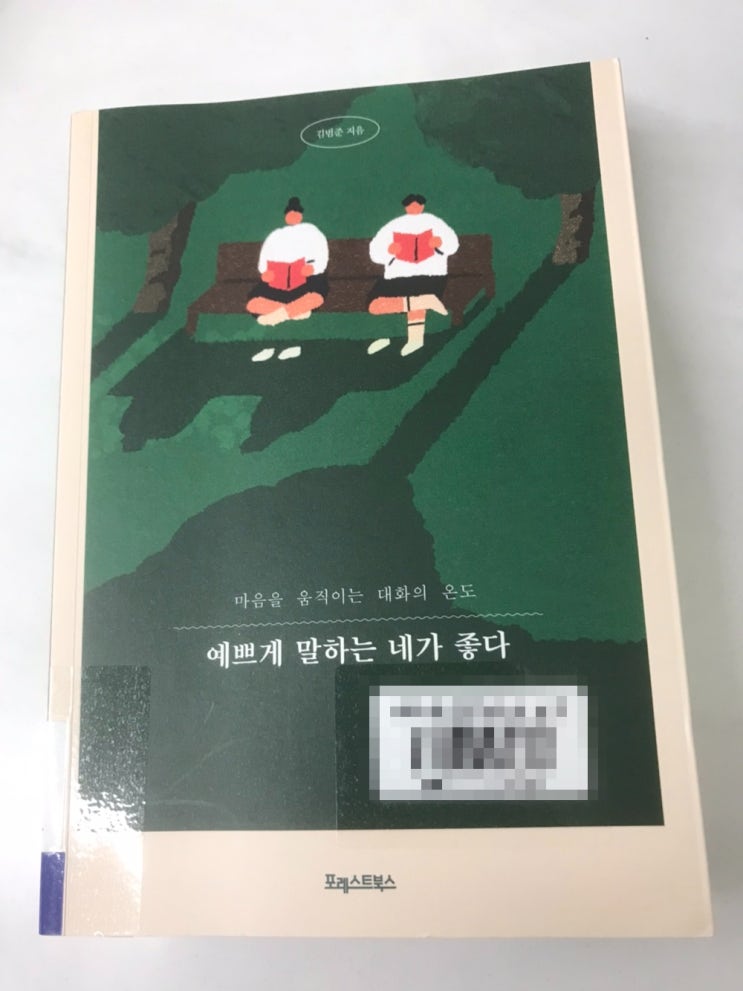 김범준 지음
마음을 움직이는 대화의 온도
예쁘게 말하는 네가 좋다
포레스트북스